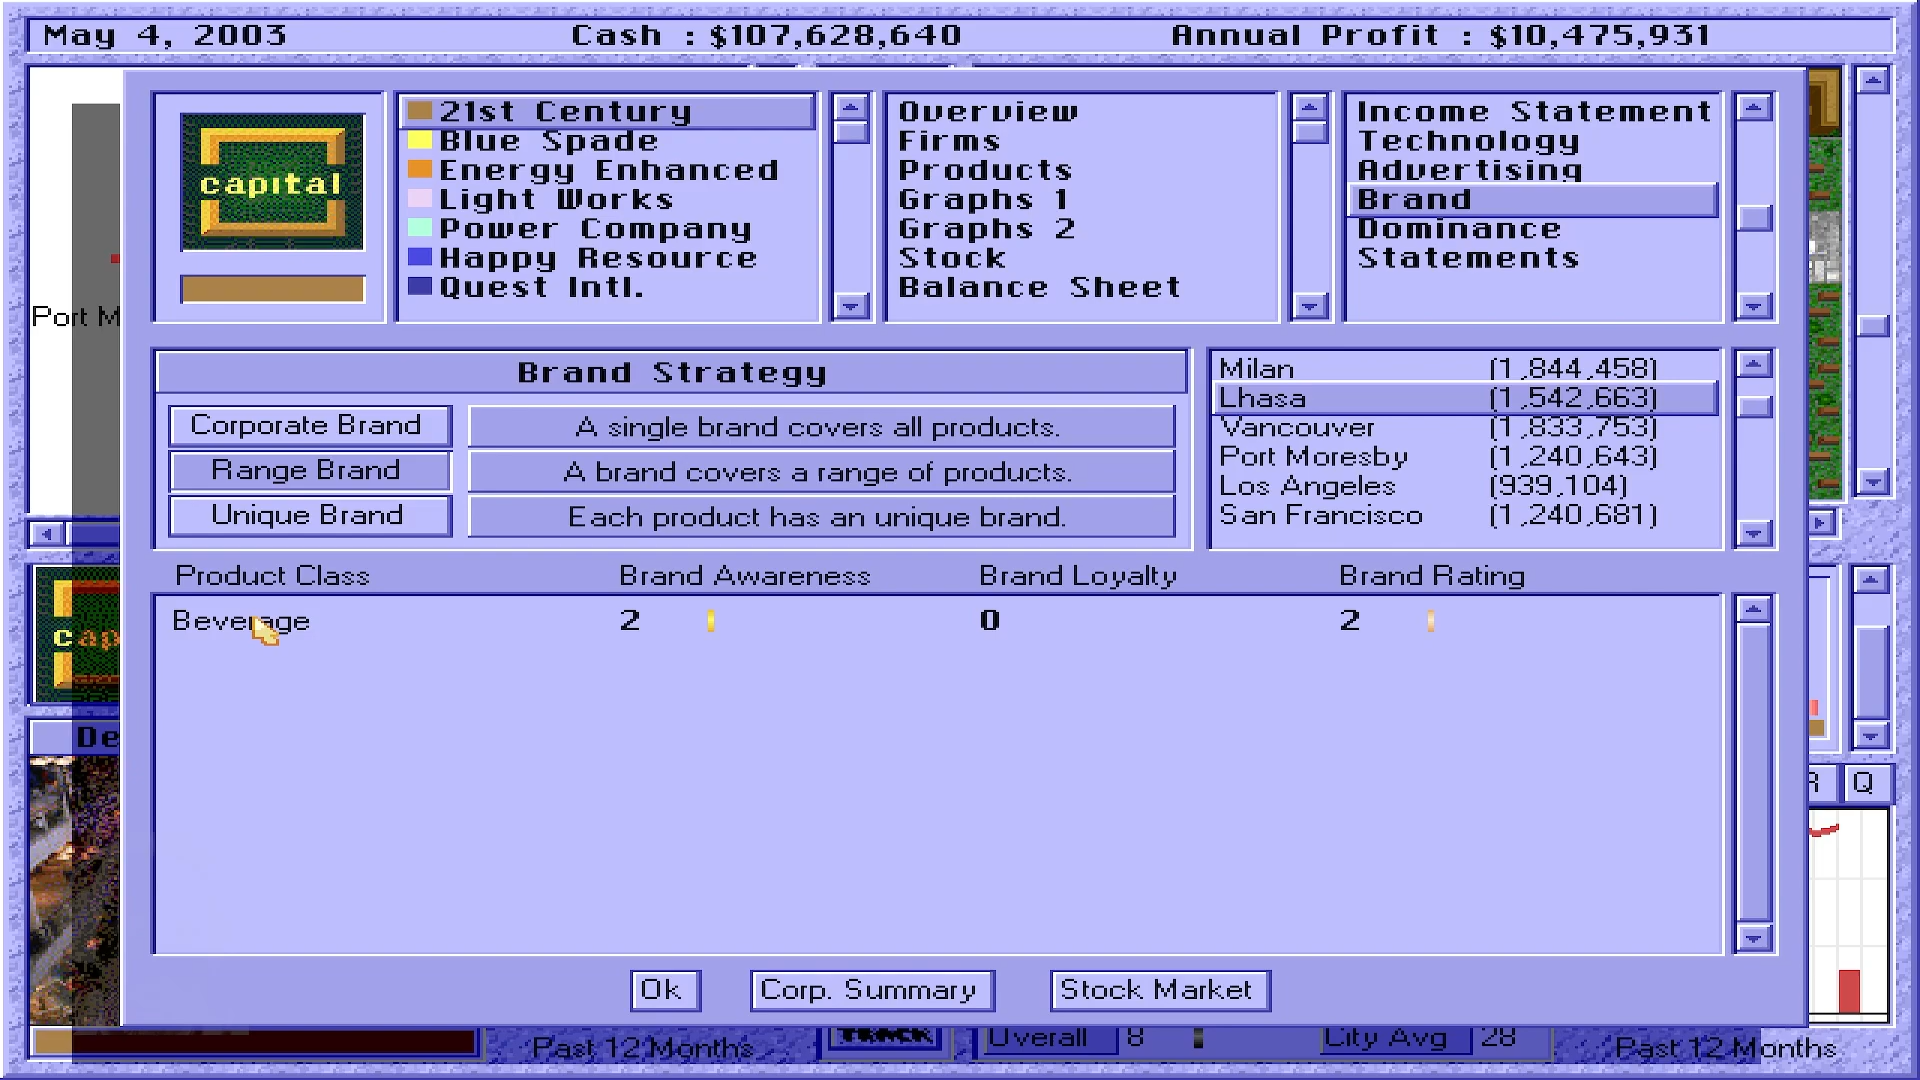 May 4, 2003 Cash : $107,628,640 Annual Profit : $10,475,931
capital
21st Century
Blue Spade
Energy Enhanced
Light Works
Power Company
Happy Resource
Quest Intl.
Overview
Firms
Products
Graphs 1
Graphs 2
Stock
Balance Sheet
Income Statement
Technology
Advertising
Brand
Dominance
Statements
Port M
Brand Strategy
Corporate Brand A single brand covers all products.
Range Brand A brand covers a range of products.
Unique Brand Each product has an unique brand.
Milan (1,844,458)
Lhasa (1,542,663)
Vancouver (1,833,753)
Port Moresby (1,240,643)
Los Angeles (939,104)
San Francisco (1,240,681)
Product Class Brand Awareness Brand Loyalty Brand Rating
Beverage 2 0 2
cap
De
R Q
Ok Corp. Summary Stock Market
Past 12 Months TRACK Overall 8 City Avg 28 Past 12 Months